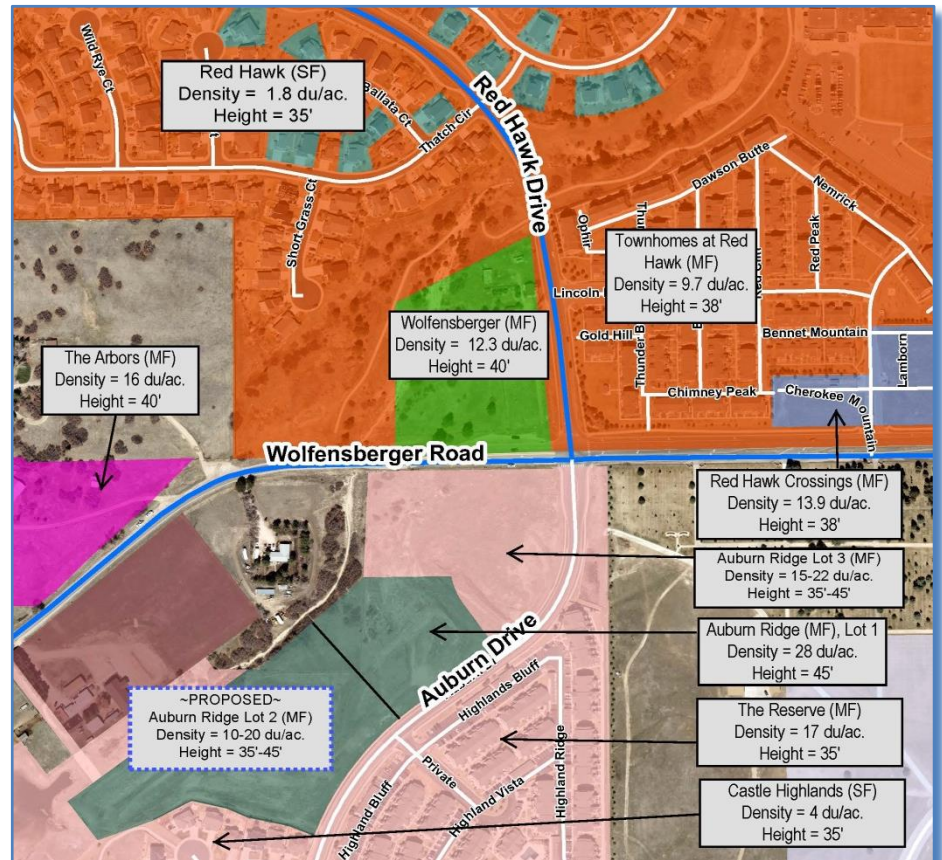 Wild Rye Ct
Red Hawk (SF)
Density = 1.8 du/ac.
Height = 35'
Ballata Ct
Thatch Cir
Short Grass Ct
Red Hawk Drive
Dawson Butte
Nemrick
Ophir
Townhomes at Red
Hawk (MF)
Density = 9.7 du/ac.
Height = 38'
Red Peak
Lincoln
Gold Hill
Thunder B
Bennet Mountain
Lamborn
Chimney Peak
Cherokee Mountain
Wolfensberger (MF)
Density = 12.3 du/ac.
Height = 40'
The Arbors (MF)
Density = 16 du/ac.
Height = 40'
Wolfensberger Road
Red Hawk Crossings (MF)
Density = 13.9 du/ac.
Height = 38'
Auburn Ridge Lot 3 (MF)
Density = 15-22 du/ac.
Height = 35'-45'
Auburn Ridge (MF), Lot 1
Density = 28 du/ac.
Height = 45'
Auburn Drive
~PROPOSED~
Auburn Ridge Lot 2 (MF)
Density = 10-20 du/ac.
Height = 35'-45'
Highlands Bluff
The Reserve (MF)
Density = 17 du/ac.
Height = 35'
Private
Highland Vista
Highland Ridge
Highland Bluff
Castle Highlands (SF)
Density = 4 du/ac.
Height = 35'